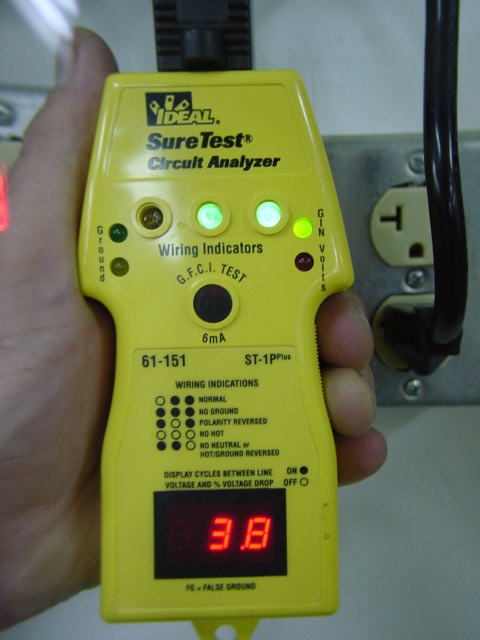 IDEAL®
SureTest®
Circuit Analyzer
Ground
Wiring Indicators
G/N Volts
G.F.C.I. TEST
6mA
61-151 ST-1P Plus
WIRING INDICATIONS
NORMAL
NO GROUND
POLARITY REVERSED
NO HOT
NO NEUTRAL or
HOT/GROUND REVERSED
DISPLAY CYCLES BETWEEN LINE ON
VOLTAGE AND % VOLTAGE DROP OFF
3.8
FG = FALSE GROUND